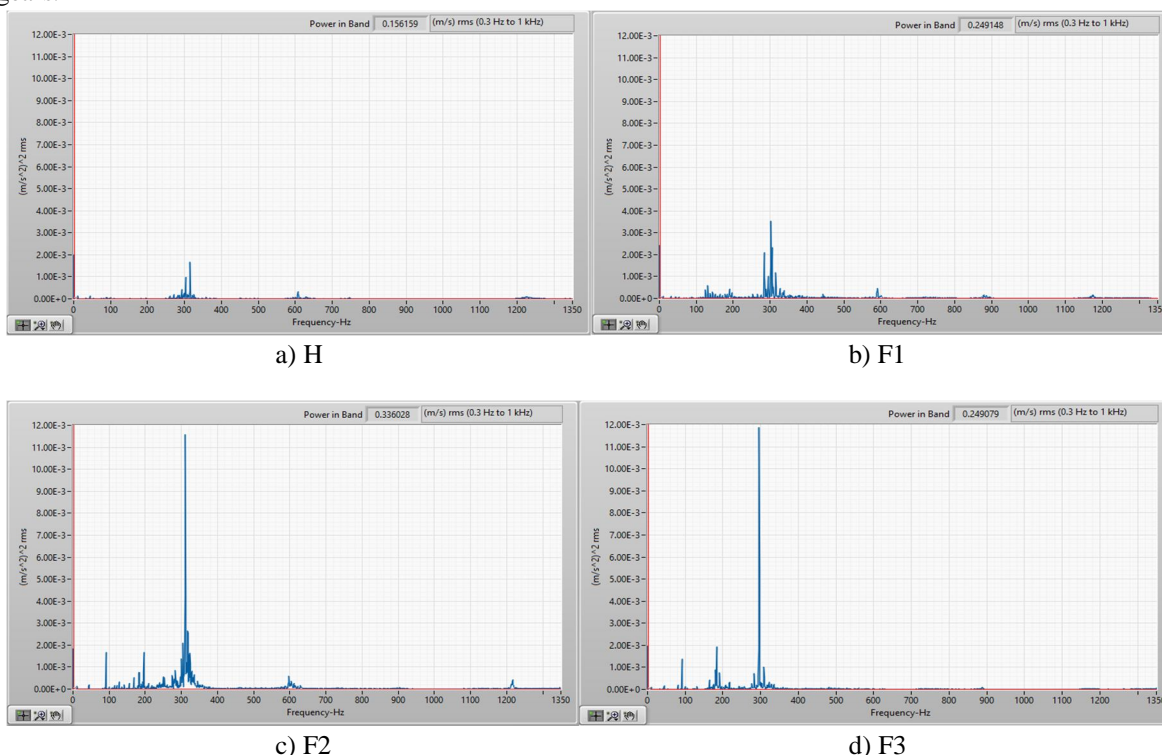 Power in Band 0.156159 (m/s) rms (0.3 Hz to 1 kHz)
12.00E-3
11.00E-3
10.00E-3
9.00E-3
8.00E-3
7.00E-3
6.00E-3
5.00E-3
4.00E-3
3.00E-3
2.00E-3
1.00E-3
0.00E+0
(m/s^2)^2 rms
0 100 200 300 400 500 600 700 800 900 1000 1100 1200 1350
Frequency-Hz
a) H
Power in Band 0.249148 (m/s) rms (0.3 Hz to 1 kHz)
12.00E-3
11.00E-3
10.00E-3
9.00E-3
8.00E-3
7.00E-3
6.00E-3
5.00E-3
4.00E-3
3.00E-3
2.00E-3
1.00E-3
0.00E+0
(m/s^2)^2 rms
0 100 200 300 400 500 600 700 800 900 1000 1100 1200 1350
Frequency-Hz
b) F1
Power in Band 0.336028 (m/s) rms (0.3 Hz to 1 kHz)
12.00E-3
11.00E-3
10.00E-3
9.00E-3
8.00E-3
7.00E-3
6.00E-3
5.00E-3
4.00E-3
3.00E-3
2.00E-3
1.00E-3
0.00E+0
(m/s^2)^2 rms
0 100 200 300 400 500 600 700 800 900 1000 1100 1200 1350
Frequency-Hz
c) F2
Power in Band 0.249079 (m/s) rms (0.3 Hz to 1 kHz)
12.00E-3
11.00E-3
10.00E-3
9.00E-3
8.00E-3
7.00E-3
6.00E-3
5.00E-3
4.00E-3
3.00E-3
2.00E-3
1.00E-3
0.00E+0
(m/s^2)^2 rms
0 100 200 300 400 500 600 700 800 900 1000 1100 1200 1350
Frequency-Hz
d) F3